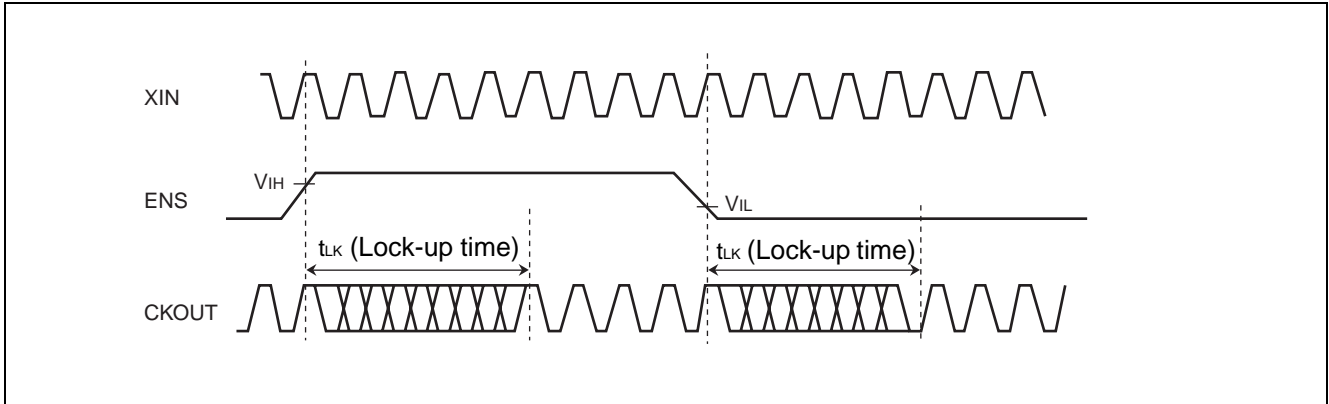 XIN
VIH
ENS
VIL
tLK (Lock-up time)
tLK (Lock-up time)
CKOUT